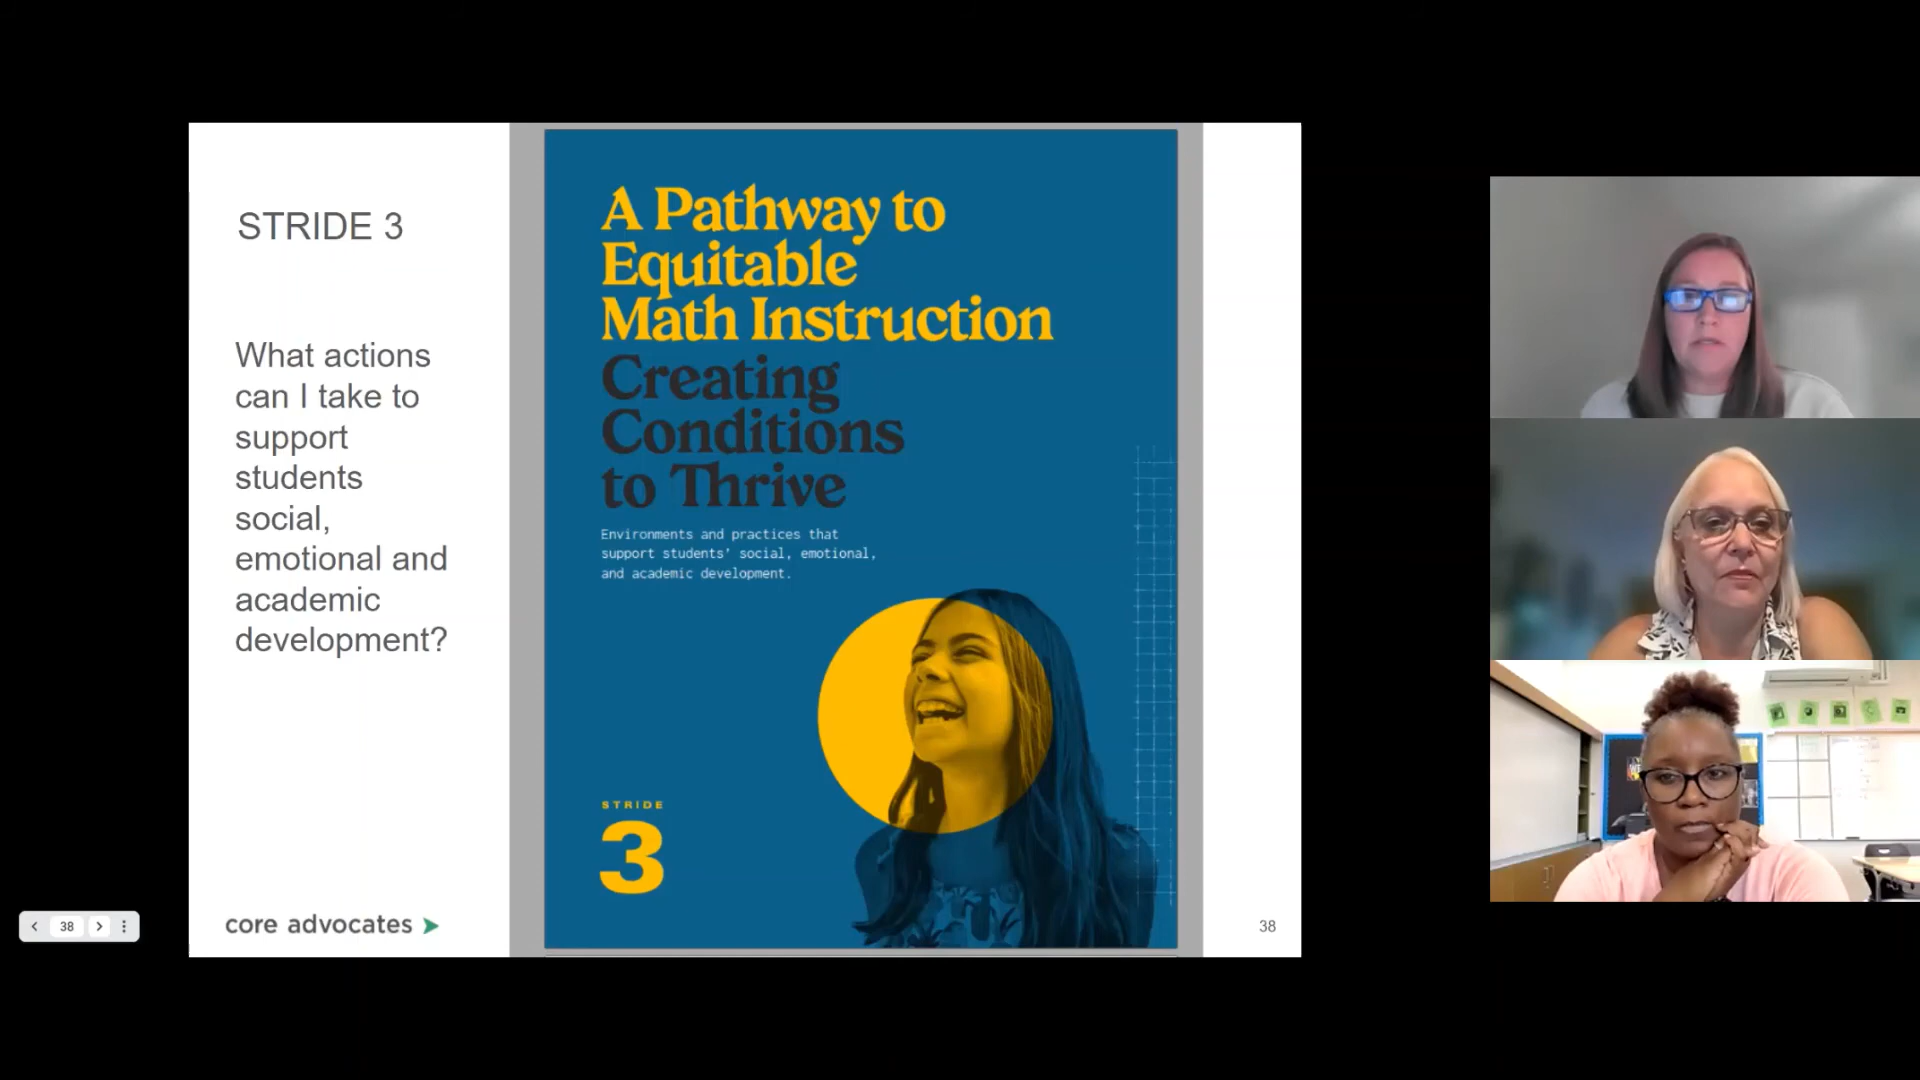 STRIDE 3
What actions
can I take to
support
students
social,
emotional and
academic
development?
core advocates
A Pathway to
Equitable
Math Instruction
Creating
Conditions
to Thrive
Environments and practices that
support students' social, emotional,
and academic development.
STRIDE
3
38
38